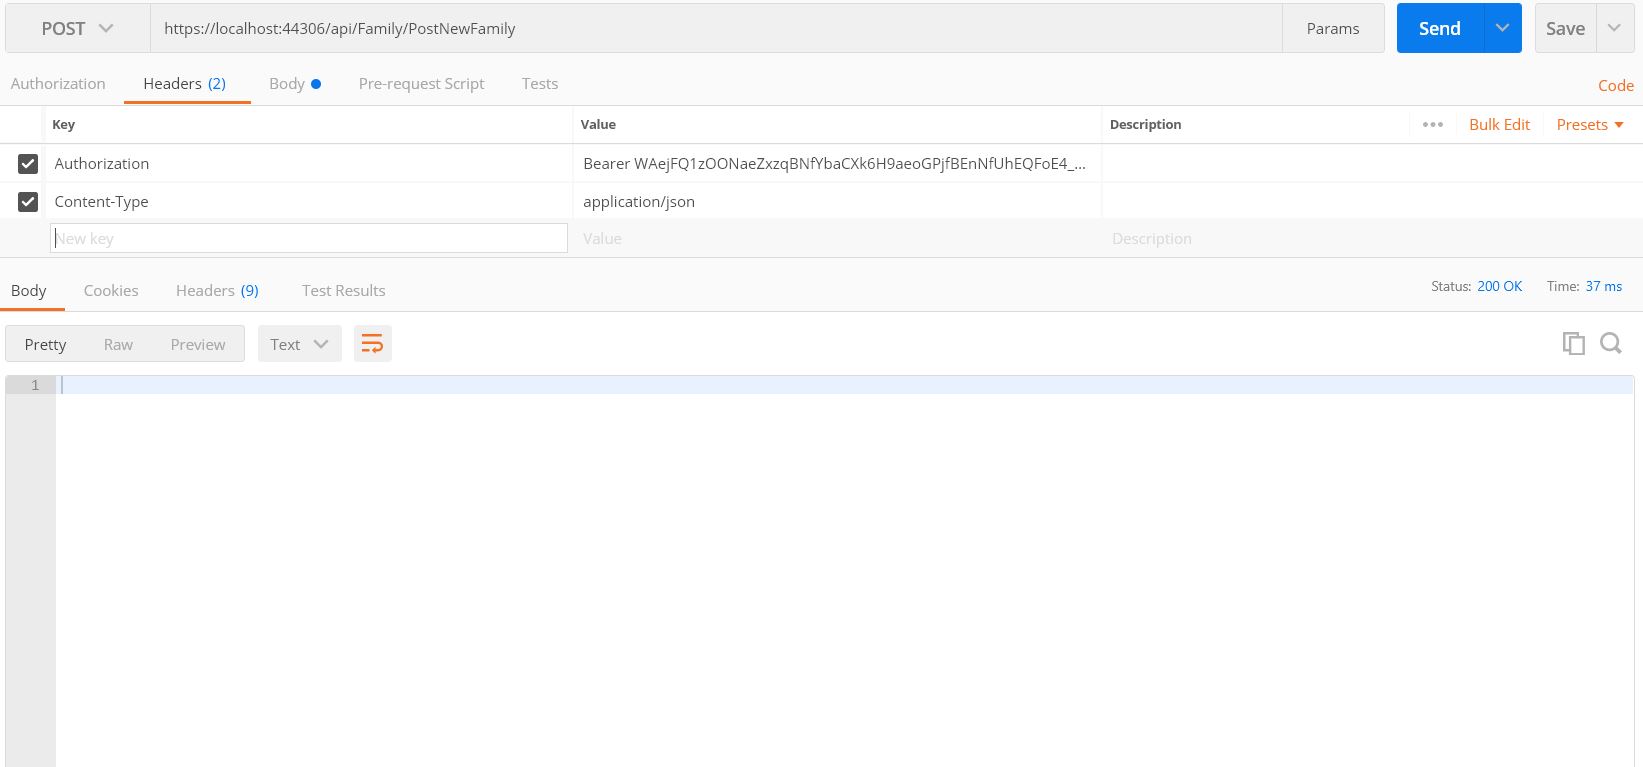 POST https://localhost:44306/api/Family/PostNewFamily Params Send Save
Authorization Headers (2) Body Pre-request Script Tests Code
Key Value Description Bulk Edit Presets
Authorization Bearer WAejFQ1zOONaeZxzqBNfYbaCXk6H9aeoGPjfBEnNfUhEQFoE4_...
Content-Type application/json
New key Value Description
Body Cookies Headers (9) Test Results Status: 200 OK Time: 37 ms
Pretty Raw Preview Text
1